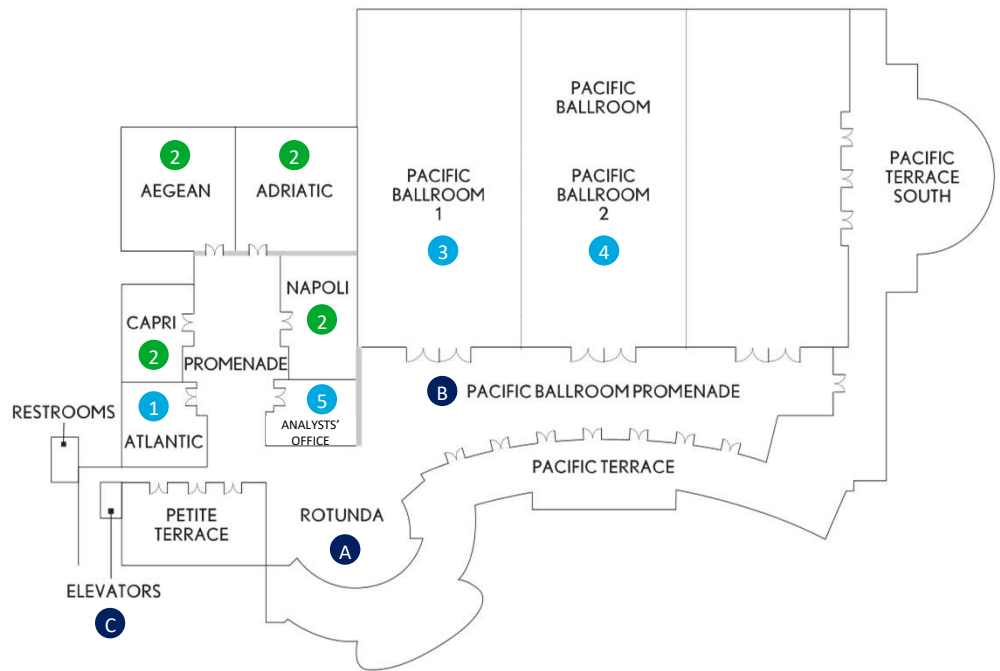 PACIFIC
BALLROOM
2
AEGEAN
2
ADRIATIC
PACIFIC
BALLROOM
1
3
PACIFIC
BALLROOM
2
4
PACIFIC
TERRACE
SOUTH
NAPOLI
2
CAPRI
2
PROMENADE
1
ATLANTIC
5
ANALYSTS'
OFFICE
B
PACIFIC BALLROOM PROMENADE
RESTROOMS
PACIFIC TERRACE
PETITE
TERRACE
ROTUNDA
A
ELEVATORS
C